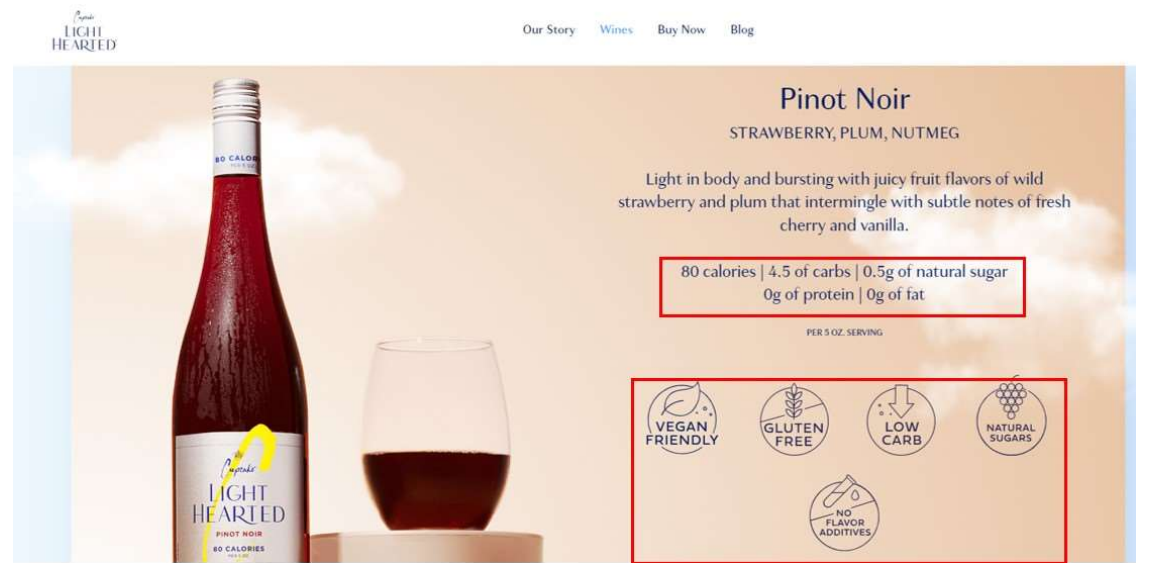 Cupcake
LIGHT
HEARTED
Our Story Wines Buy Now Blog
Pinot Noir
STRAWBERRY, PLUM, NUTMEG
Light in body and bursting with juicy fruit flavors of wild
strawberry and plum that intermingle with subtle notes of fresh
cherry and vanilla.
80 calories | 4.5 of carbs | 0.5g of natural sugar
0g of protein | 0g of fat
PER 5 OZ. SERVING
VEGAN
FRIENDLY
GLUTEN
FREE
LOW
CARB
NATURAL
SUGARS
NO
FLAVOR
ADDITIVES
80 CALO
Cupcake
LIGHT
HEARTED
PINOT NOIR
80 CALORIES